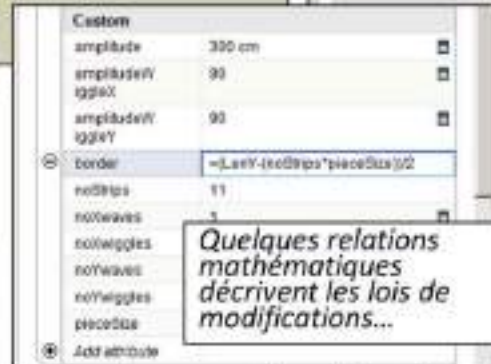 Custom
amplitude 300 cm
amplitudeW
iggleX 90
amplitudeW
iggleY 90
border =(LenY-(noStrips*pieceSize))/2
noStrips 11
noXwaves
noXwiggles
noYwaves
noYwiggles
pieceSize
Add attribute
Quelques relations
mathématiques
décrivent les lois de
modifications...